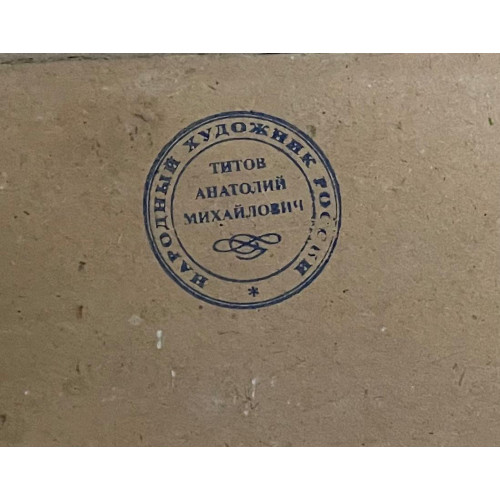 НАРОДНЫЙ ХУДОЖНИК РОССИИ
ТИТОВ
АНАТОЛИЙ
МИХАЙЛОВИЧ